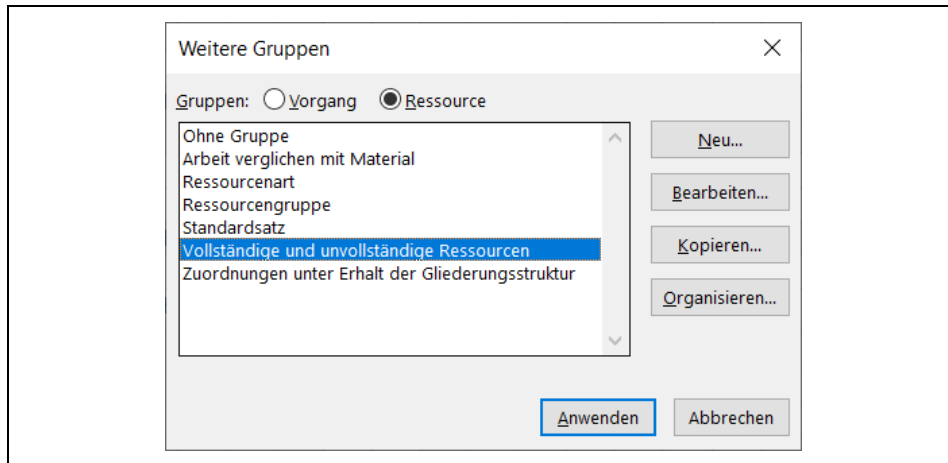 Weitere Gruppen
Gruppen: Vorgang Ressource
Ohne Gruppe
Arbeit verglichen mit Material
Ressourcenart
Ressourcengruppe
Standardsatz
Vollständige und unvollständige Ressourcen
Zuordnungen unter Erhalt der Gliederungsstruktur
Neu...
Bearbeiten...
Kopieren...
Organisieren...
Anwenden
Abbrechen